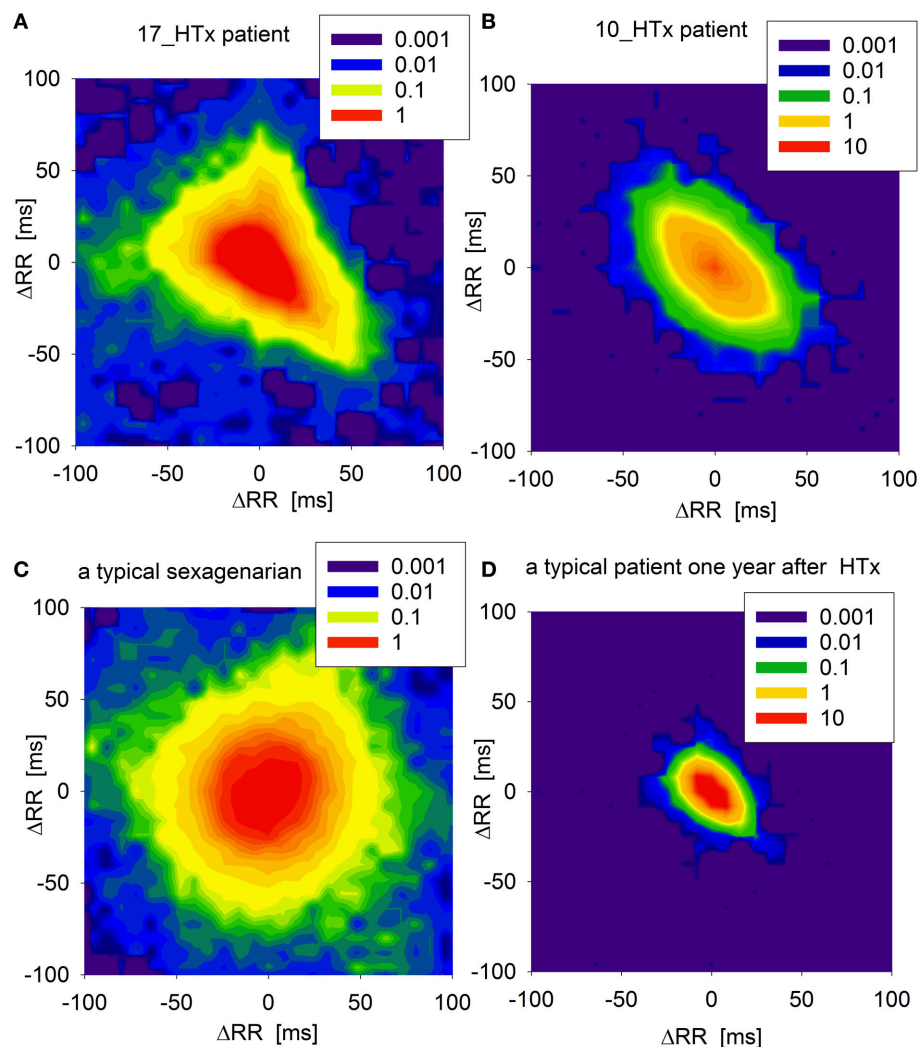 A
17_HTx patient
0.001
0.01
0.1
1
100
50
0
-50
-100
ΔRR [ms]
-100 -50 0 50 100
ΔRR [ms]
B
10_HTx patient
0.001
0.01
0.1
1
10
100
50
0
-50
-100
ΔRR [ms]
-100 -50 0 50 100
ΔRR [ms]
C
a typical sexagenarian
0.001
0.01
0.1
1
100
50
0
-50
-100
ΔRR [ms]
-100 -50 0 50 100
ΔRR [ms]
D
a typical patient one year after HTx
0.001
0.01
0.1
1
10
100
50
0
-50
-100
ΔRR [ms]
-100 -50 0 50 100
ΔRR [ms]